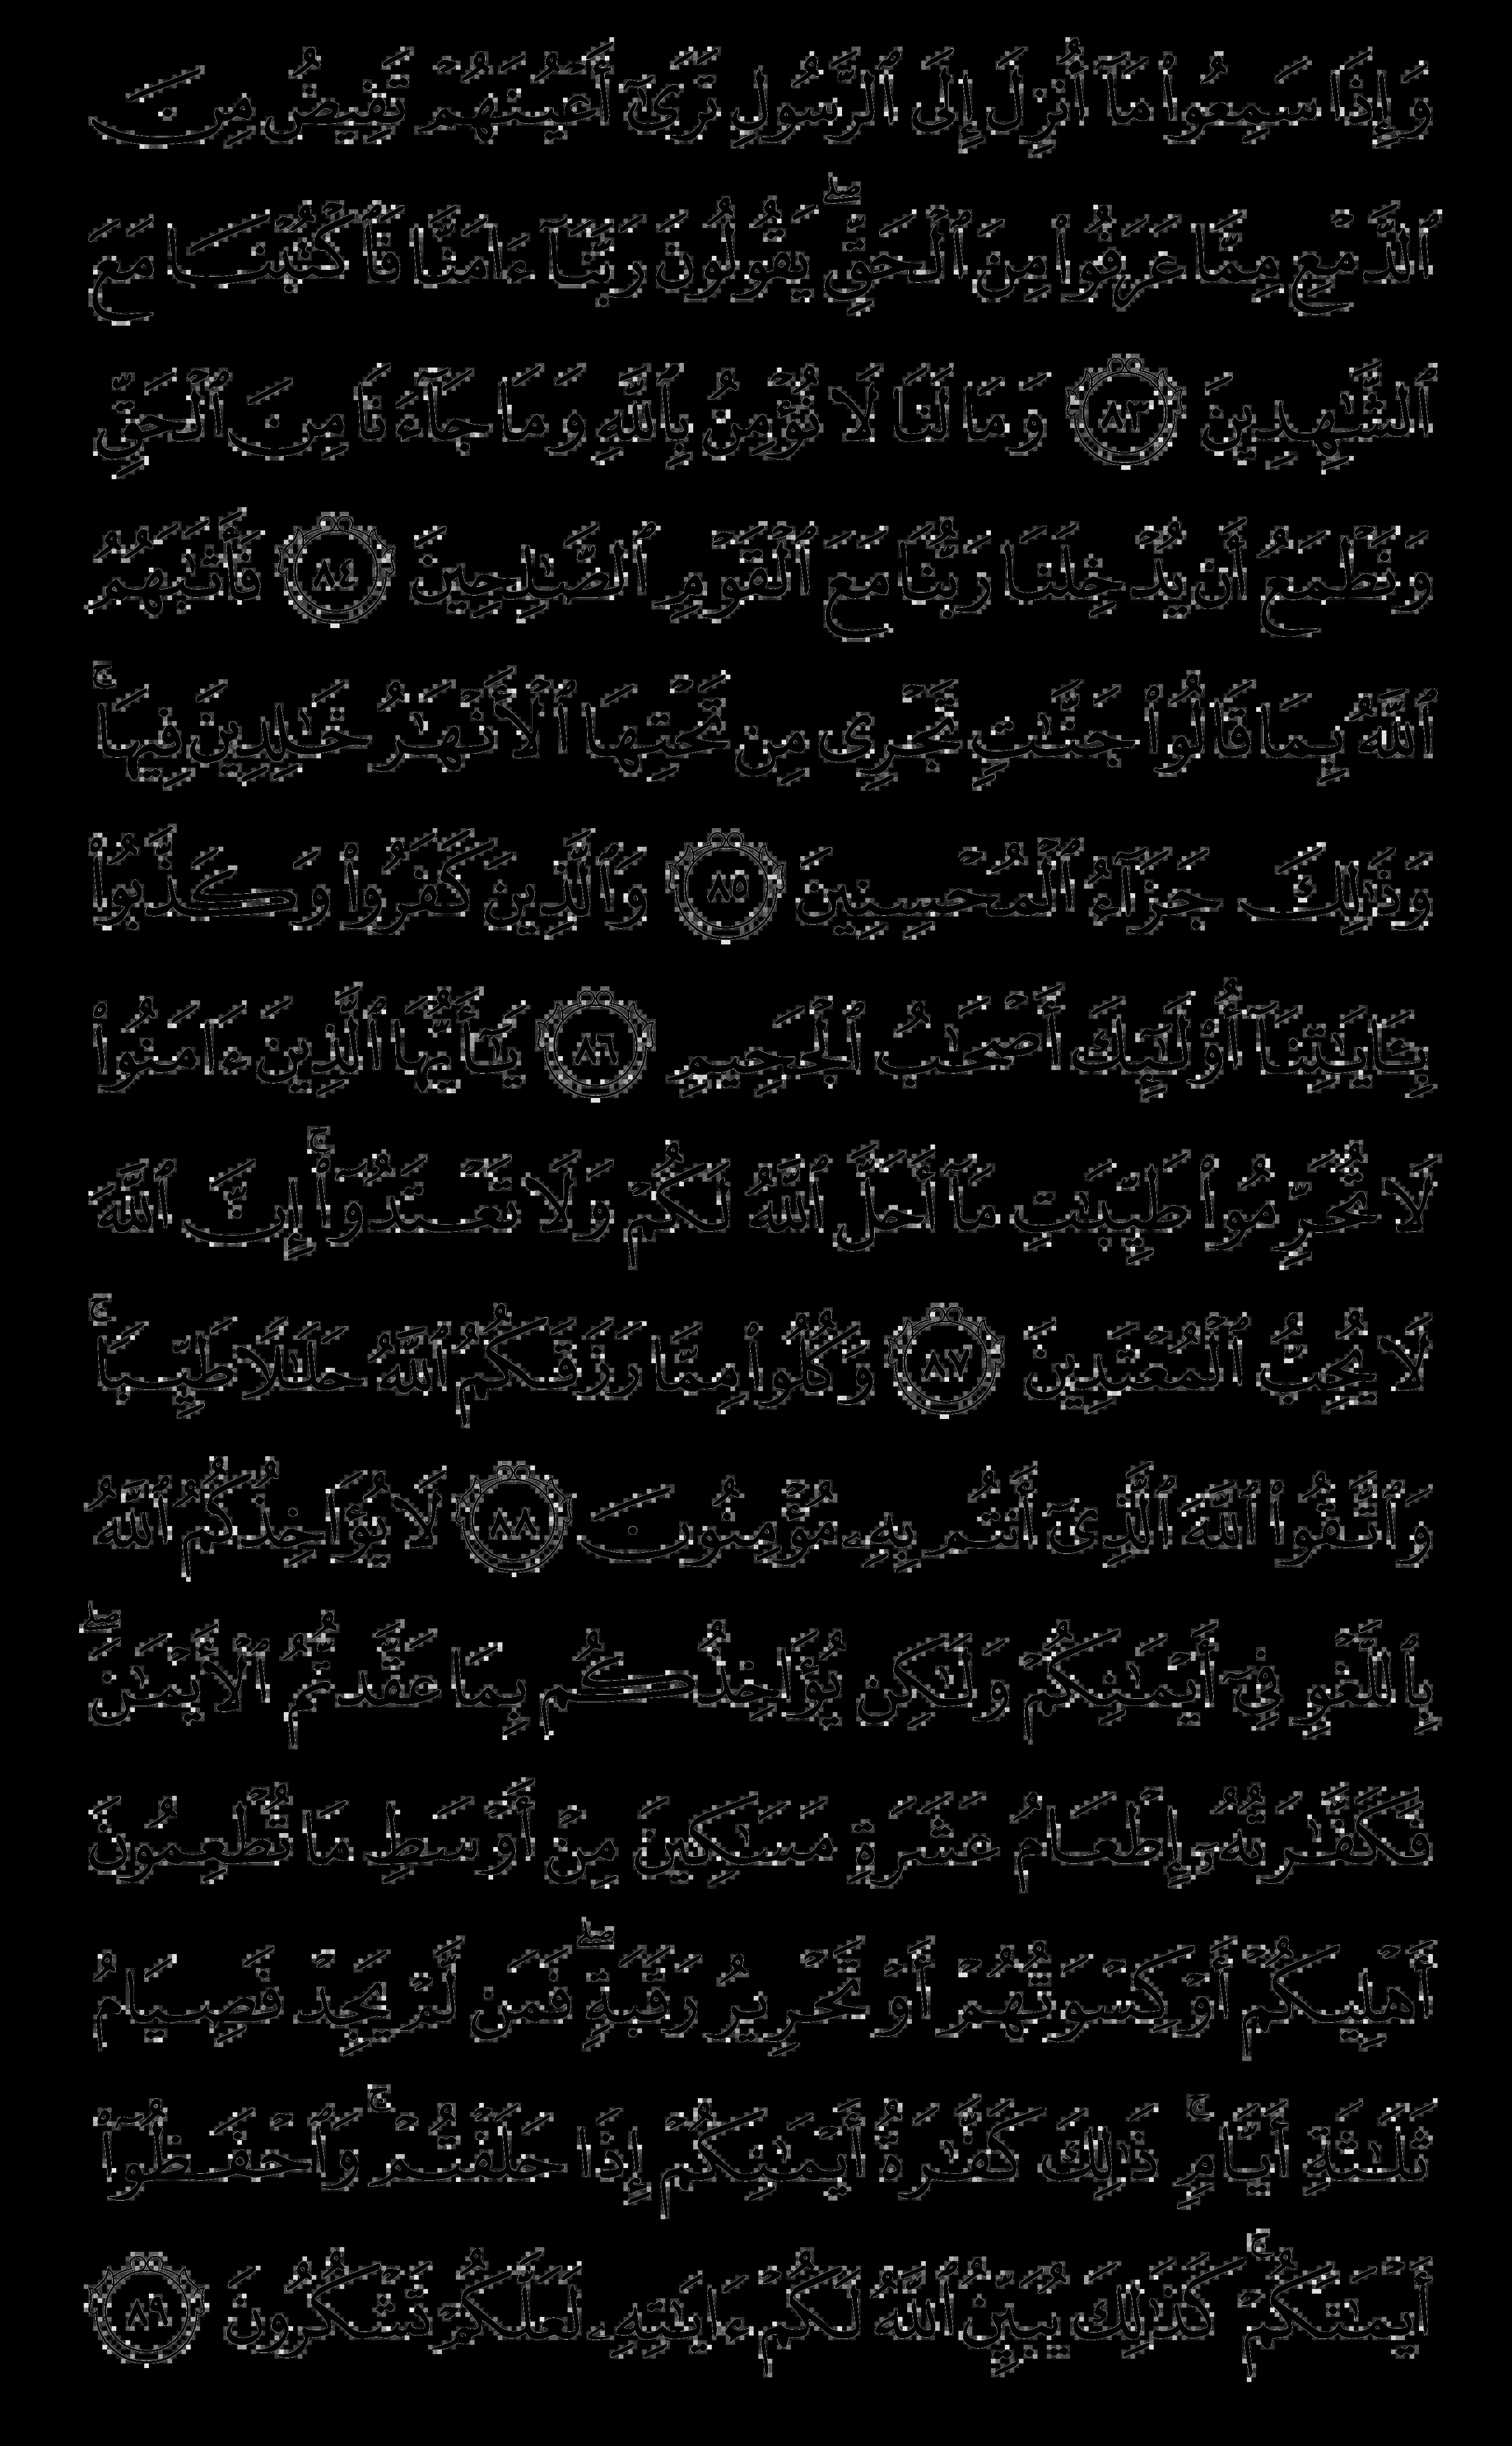 وَإِذَا سَمِعُوا۟ مَآ أُنزِلَ إِلَى ٱلرَّسُولِ تَرَىٰٓ أَعْيُنَهُمْ تَفِيضُ مِنَ
ٱلدَّمْعِ مِمَّا عَرَفُوا۟ مِنَ ٱلْحَقِّ ۖ يَقُولُونَ رَبَّنَآ ءَامَنَّا فَٱكْتُبْنَا مَعَ
ٱلشَّـٰهِدِينَ ٨٣ وَمَا لَنَا لَا نُؤْمِنُ بِٱللَّهِ وَمَا جَآءَنَا مِنَ ٱلْحَقِّ
وَنَطْمَعُ أَن يُدْخِلَنَا رَبُّنَا مَعَ ٱلْقَوْمِ ٱلصَّـٰلِحِينَ ٨٤ فَأَثَـٰبَهُمُ
ٱللَّهُ بِمَا قَالُوا۟ جَنَّـٰتٍ تَجْرِى مِن تَحْتِهَا ٱلْأَنْهَـٰرُ خَـٰلِدِينَ فِيهَا ۚ
وَذَٰلِكَ جَزَآءُ ٱلْمُحْسِنِينَ ٨٥ وَٱلَّذِينَ كَفَرُوا۟ وَكَذَّبُوا۟
بِـَٔايَـٰتِنَآ أُو۟لَـٰٓئِكَ أَصْحَـٰبُ ٱلْجَحِيمِ ٨٦ يَـٰٓأَيُّهَا ٱلَّذِينَ ءَامَنُوا۟
لَا تُحَرِّمُوا۟ طَيِّبَـٰتِ مَآ أَحَلَّ ٱللَّهُ لَكُمْ وَلَا تَعْتَدُوٓا۟ ۚ إِنَّ ٱللَّهَ
لَا يُحِبُّ ٱلْمُعْتَدِينَ ٨٧ وَكُلُوا۟ مِمَّا رَزَقَكُمُ ٱللَّهُ حَلَـٰلًا طَيِّبًا ۚ
وَٱتَّقُوا۟ ٱللَّهَ ٱلَّذِىٓ أَنتُم بِهِۦ مُؤْمِنُونَ ٨٨ لَا يُؤَاخِذُكُمُ ٱللَّهُ
بِٱللَّغْوِ فِىٓ أَيْمَـٰنِكُمْ وَلَـٰكِن يُؤَاخِذُكُم بِمَا عَقَّدتُّمُ ٱلْأَيْمَـٰنَ ۖ
فَكَفَّـٰرَتُهُۥٓ إِطْعَامُ عَشَرَةِ مَسَـٰكِينَ مِنْ أَوْسَطِ مَا تُطْعِمُونَ
أَهْلِيكُمْ أَوْ كِسْوَتُهُمْ أَوْ تَحْرِيرُ رَقَبَةٍ ۖ فَمَن لَّمْ يَجِدْ فَصِيَامُ
ثَلَـٰثَةِ أَيَّامٍ ۚ ذَٰلِكَ كَفَّـٰرَةُ أَيْمَـٰنِكُمْ إِذَا حَلَفْتُمْ ۚ وَٱحْفَظُوٓا۟
أَيْمَـٰنَكُمْ ۚ كَذَٰلِكَ يُبَيِّنُ ٱللَّهُ لَكُمْ ءَايَـٰتِهِۦ لَعَلَّكُمْ تَشْكُرُونَ ٨٩